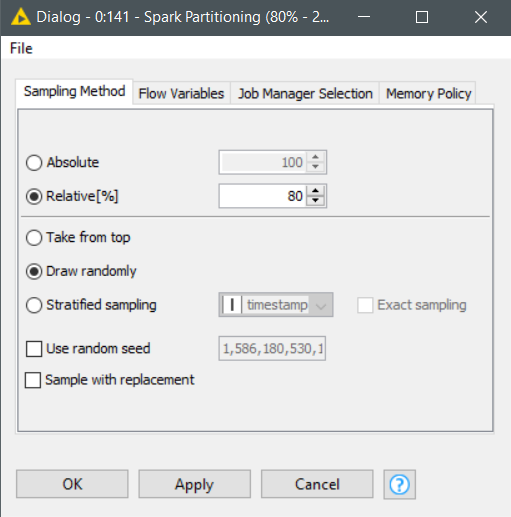 Dialog - 0:141 - Spark Partitioning (80% - 2...
File
Sampling Method Flow Variables Job Manager Selection Memory Policy
Absolute 100
Relative[%] 80
Take from top
Draw randomly
Stratified sampling I timestamp Exact sampling
Use random seed 1,586,180,530,1
Sample with replacement
OK Apply Cancel ?